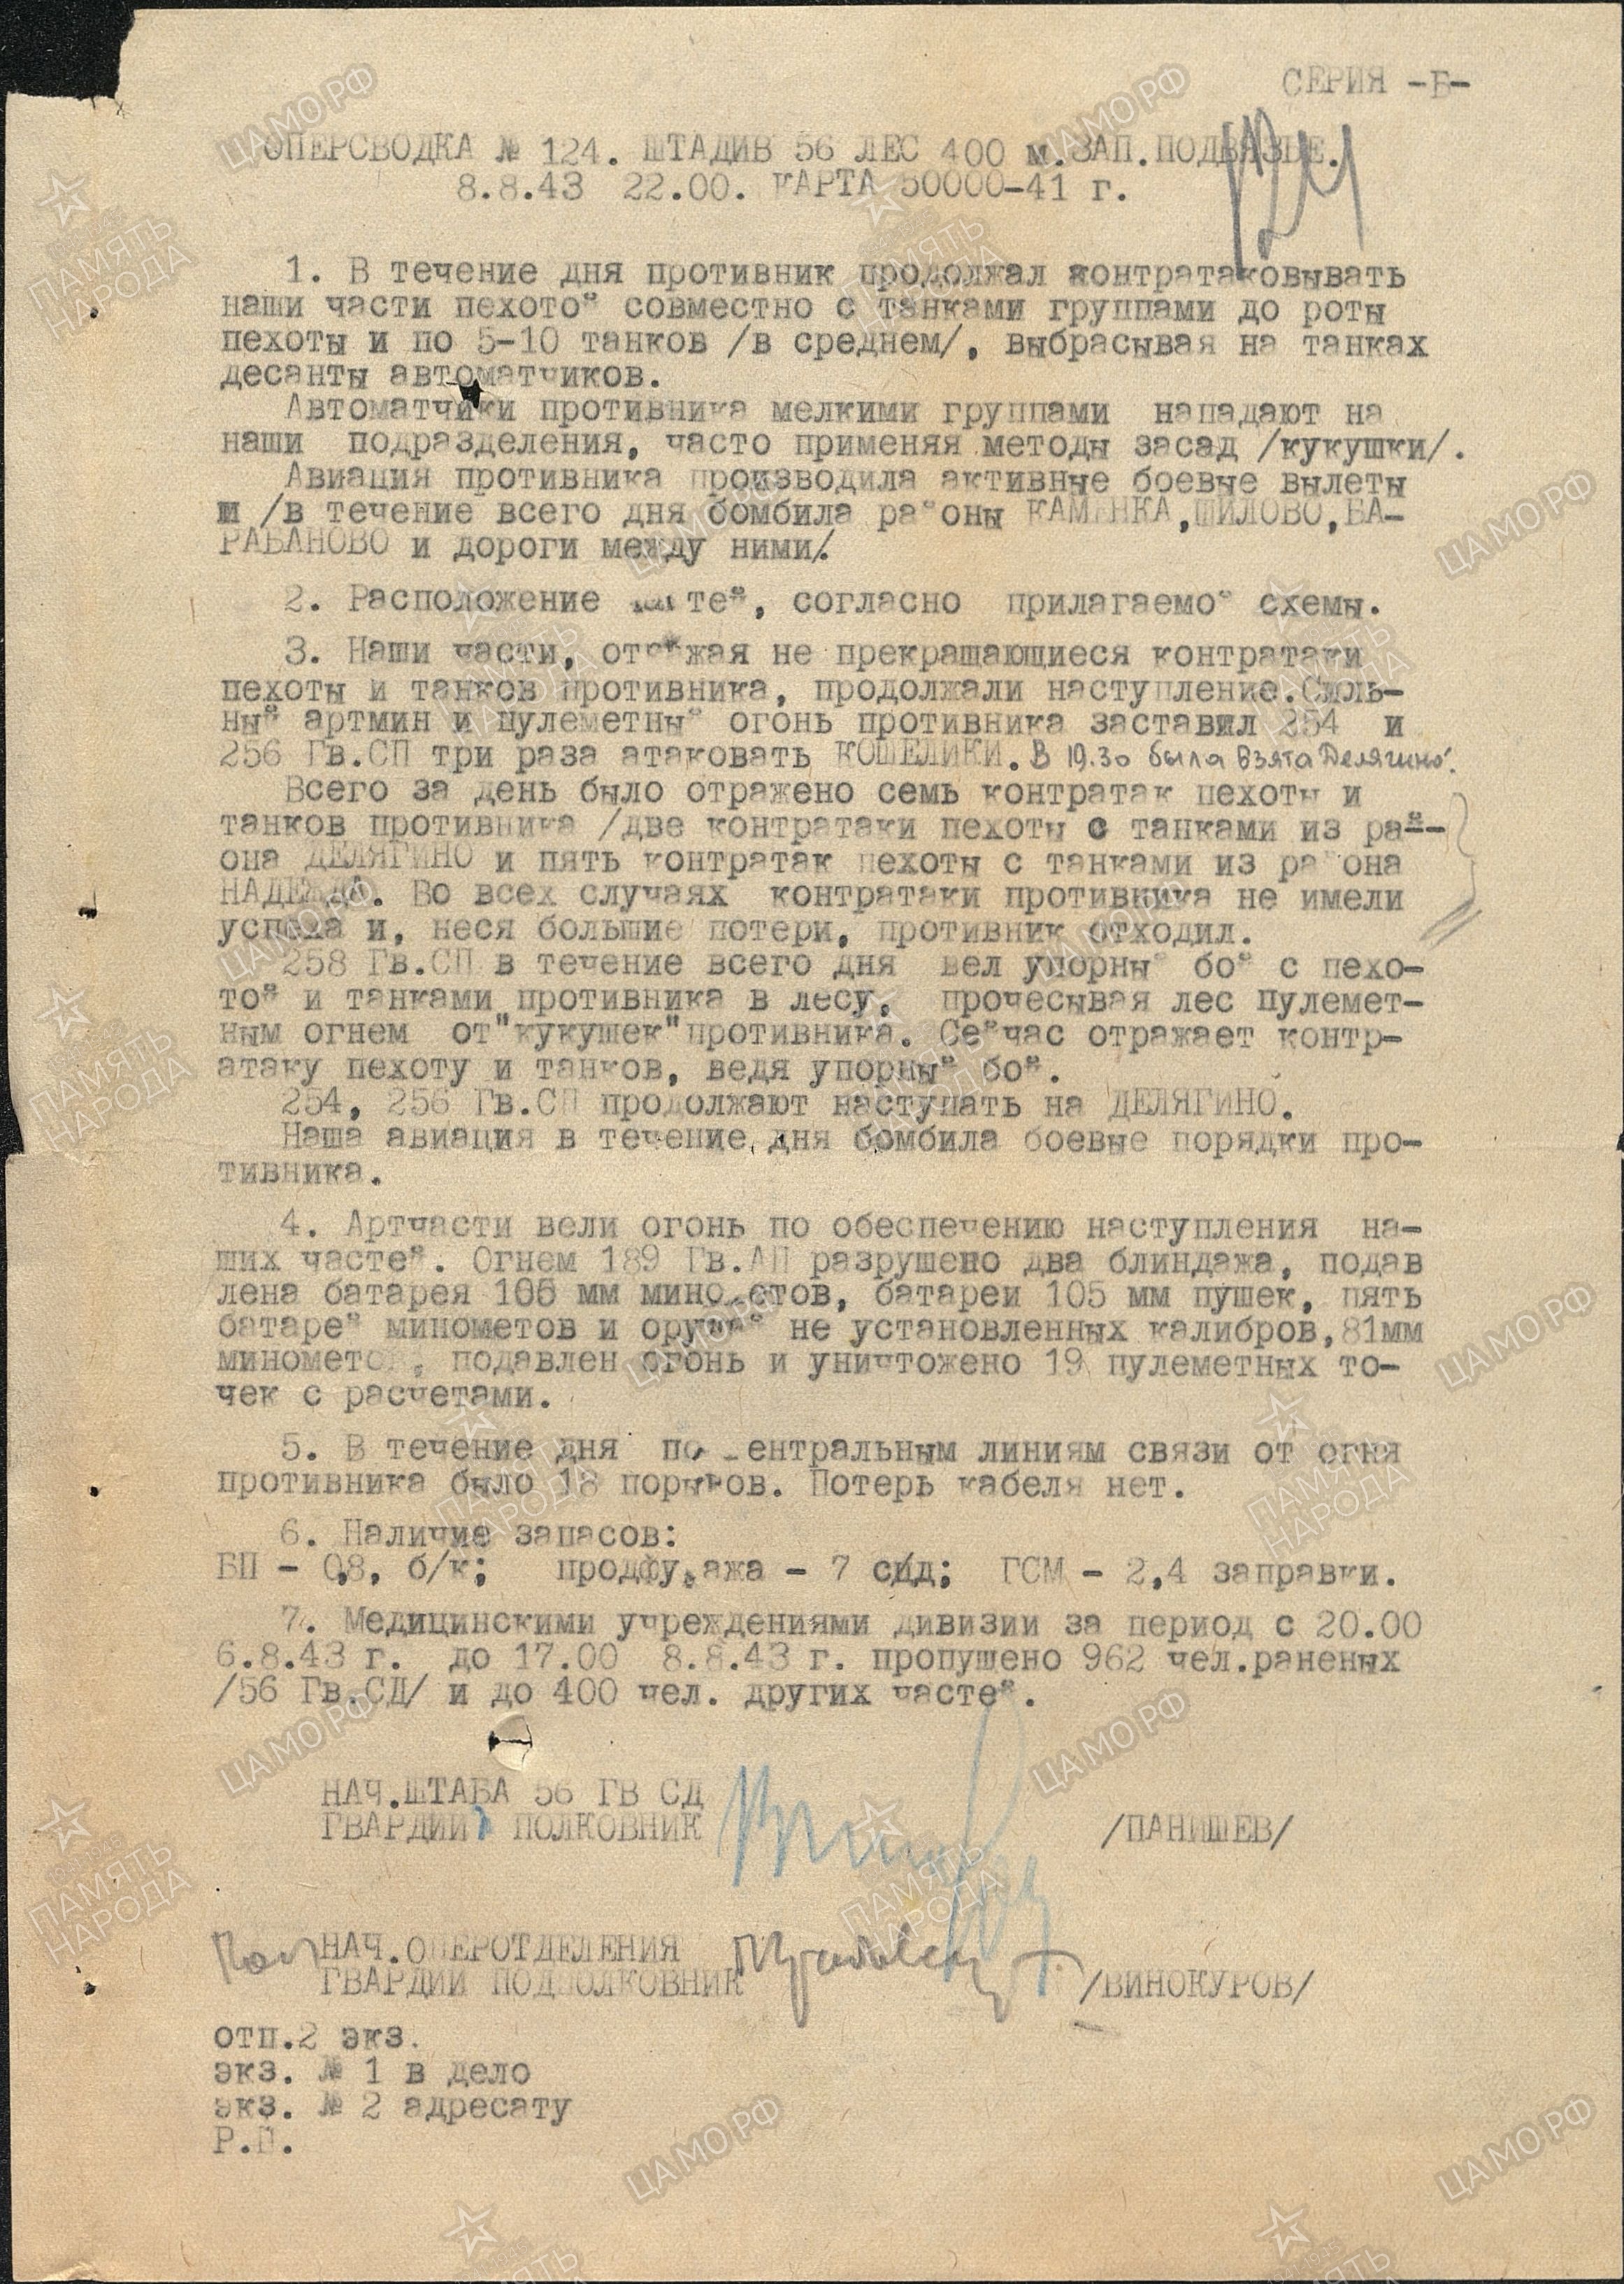 СЕРИЯ -Б-
ОПЕРСВОДКА № 124. ШТАДИВ 56 ЛЕС 400 м.ЗАП.ПОДВЯЗЬЕ.
8.8.43 22.00. КАРТА 50000-41 г.
1. В течение дня противник продолжал контратаковывать
наши части пехотой совместно с танками группами до роты
пехоты и по 5-10 танков /в среднем/, выбрасывая на танках
десанты автоматчиков.
Автоматчики противника мелкими группами нападают на
наши подразделения, часто применяя методы засад /кукушки/.
Авиация противника производила активные боевые вылеты
и /в течение всего дня бомбила районы КАМЕНКА,ШИЛОВО,БА-
РАБАНОВО и дороги между ними/.
2. Расположение частей, согласно прилагаемой схемы.
3. Наши части, отражая не прекращающиеся контратаки
пехоты и танков противника, продолжали наступление.Силь-
ный артмин и пулеметный огонь противника заставил 254 и
256 Гв.СП три раза атаковать КОШЕЛИКИ. В 19.30 была взята Делягино.
Всего за день было отражено семь контратак пехоты и
танков противника /две контратаки пехоты с танками из рай-
она ДЕЛЯГИНО и пять контратак пехоты с танками из района
НАДЕЖДА. Во всех случаях контратаки противника не имели
успеха и, неся большие потери, противник отходил.
258 Гв.СП в течение всего дня вел упорный бой с пехо-
той и танками противника в лесу, прочесывая лес пулемет-
ным огнем от"кукушек"противника. Сейчас отражает контр-
атаку пехоту и танков, ведя упорный бой.
254, 256 Гв.СП продолжают наступать на ДЕЛЯГИНО.
Наша авиация в течение дня бомбила боевые порядки про-
тивника.
4. Артчасти вели огонь по обеспечению наступления на-
ших частей. Огнем 189 Гв.АП разрушено два блиндажа, подав
лена батарея 105 мм минометов, батареи 105 мм пушек, пять
батарей минометов и орудий не установленных калибров,81мм
минометов, подавлен огонь и уничтожено 19 пулеметных то-
чек с расчетами.
5. В течение дня по центральным линиям связи от огня
противника было 18 порывов. Потерь кабеля нет.
6. Наличие запасов:
БП - 0,8, б/к; продфуража - 7 с/д; ГСМ - 2,4 заправки.
7. Медицинскими учреждениями дивизии за период с 20.00
6.8.43 г. до 17.00 8.8.43 г. пропущено 962 чел.раненых
/56 Гв.СД/ и до 400 чел. других частей.
НАЧ.ШТАБА 56 ГВ СД
ГВАРДИИ ПОЛКОВНИК /ПАНИШЕВ/
НАЧ.ОПЕРОТДЕЛЕНИЯ
ГВАРДИИ ПОДПОЛКОВНИК /ВИНОКУРОВ/
отп.2 экз.
экз. № 1 в дело
экз. № 2 адресату